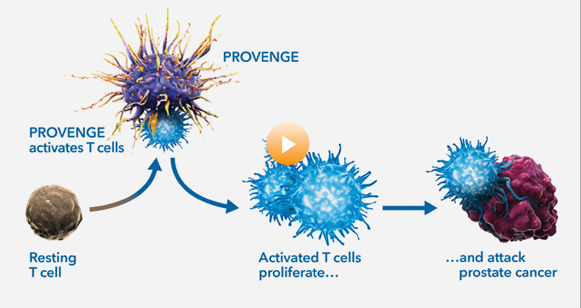 PROVENGE
PROVENGE
activates T cells
Resting
T cell
Activated T cells
proliferate…
…and attack
prostate cancer